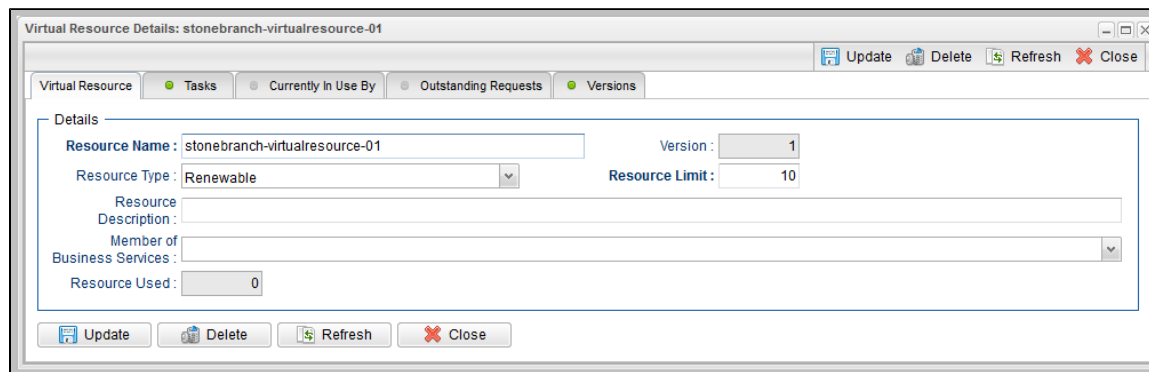 Virtual Resource Details: stonebranch-virtualresource-01
Update Delete Refresh Close
Virtual Resource Tasks Currently In Use By Outstanding Requests Versions
Details
Resource Name : stonebranch-virtualresource-01 Version : 1
Resource Type : Renewable Resource Limit : 10
Resource
Description :
Member of
Business Services :
Resource Used : 0
Update Delete Refresh Close